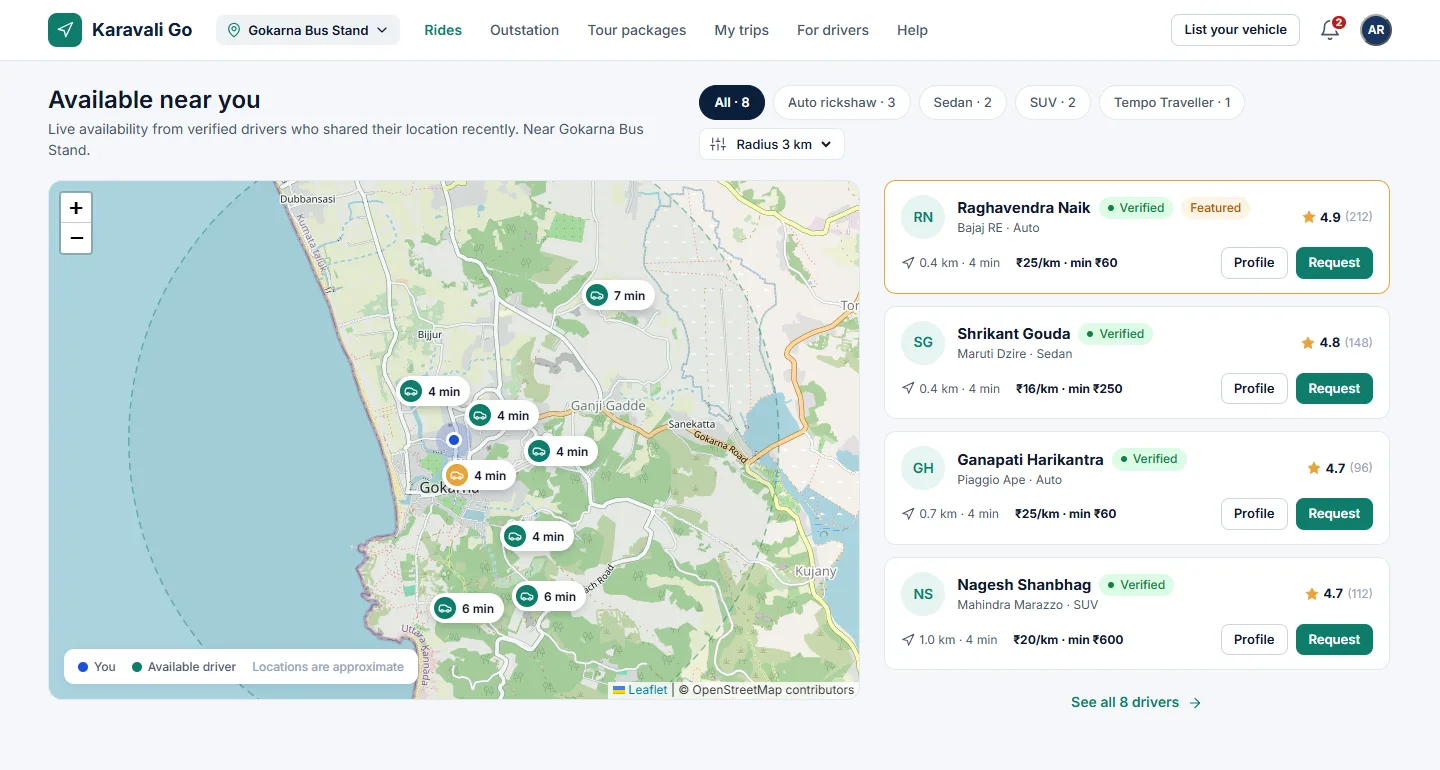 Karavali Go
Gokarna Bus Stand
Rides
Outstation
Tour packages
My trips
For drivers
Help
List your vehicle
2
AR
Available near you
Live availability from verified drivers who shared their location recently. Near Gokarna Bus
Stand.
All · 8
Auto rickshaw · 3
Sedan · 2
SUV · 2
Tempo Traveller · 1
Radius 3 km
+
−
Dubbansasi
Kumata taluk
7 min
Tor
Bijjur
4 min
4 min
Ganji Gadde
Sanekatta
Gokarna Road
4 min
4 min
Gokarna
4 min
Kujany
ach Road
6 min
6 min
Uttara Kannada
You
Available driver
Locations are approximate
Leaflet | © OpenStreetMap contributors
RN
Raghavendra Naik
Verified
Featured
4.9 (212)
Bajaj RE · Auto
0.4 km · 4 min
₹25/km · min ₹60
Profile
Request
SG
Shrikant Gouda
Verified
4.8 (148)
Maruti Dzire · Sedan
0.4 km · 4 min
₹16/km · min ₹250
Profile
Request
GH
Ganapati Harikantra
Verified
4.7 (96)
Piaggio Ape · Auto
0.7 km · 4 min
₹25/km · min ₹60
Profile
Request
NS
Nagesh Shanbhag
Verified
4.7 (112)
Mahindra Marazzo · SUV
1.0 km · 4 min
₹20/km · min ₹600
Profile
Request
See all 8 drivers →